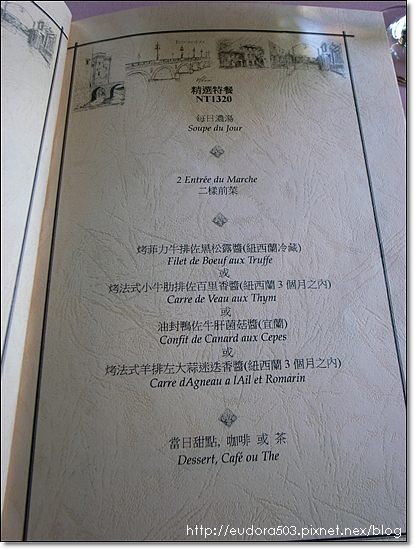 精選特餐
NT1320
每日濃湯
Soupe du Jour
2 Entrée du Marche
二樣前菜
烤菲力牛排佐黑松露醬(紐西蘭冷藏)
Filet de Boeuf aux Truffe
或
烤法式小牛肋排佐百里香醬(紐西蘭 3 個月之內)
Carre de Veau aux Thym
或
油封鴨佐牛肝菌菇醬(宜蘭)
Confit de Canard aux Cepes
或
烤法式羊排左大蒜迷迭香醬(紐西蘭 3 個月之內)
Carre dAgneau a lAil et Romarin
當日甜點, 咖啡 或 茶
Dessert, Café ou The
http://eudora503.pixnet.nex/blog